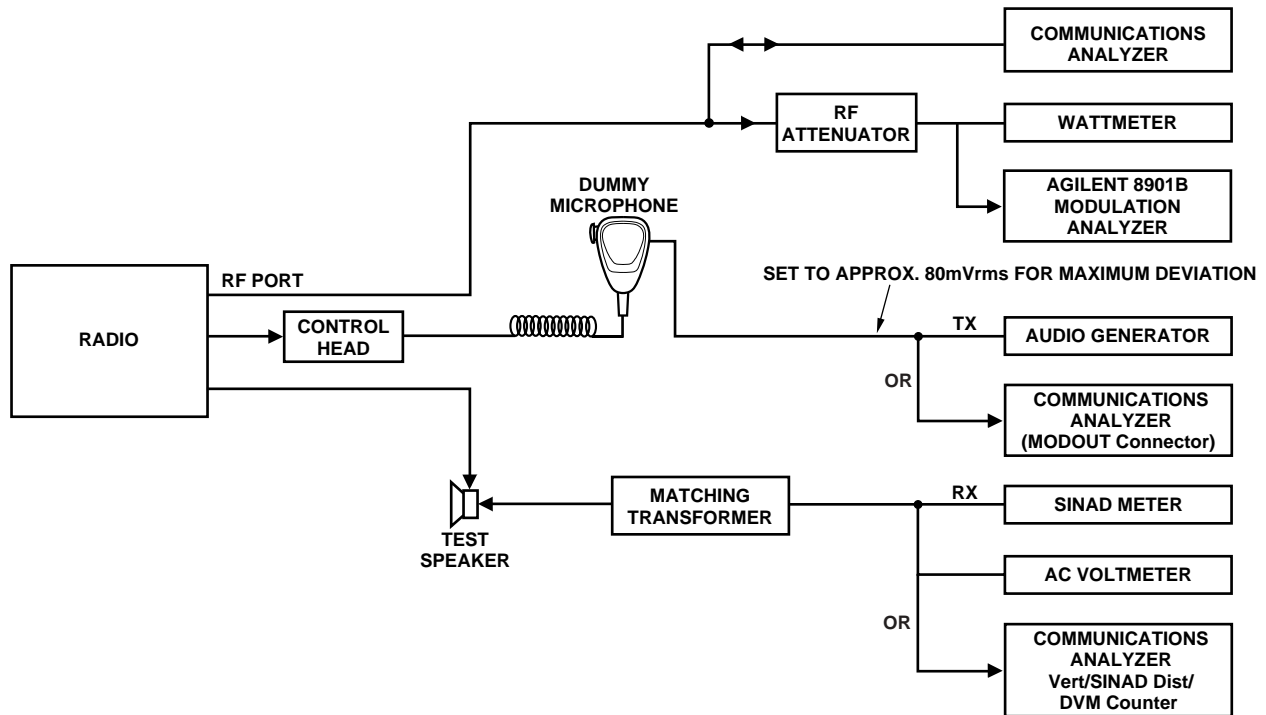 COMMUNICATIONS
ANALYZER
RF
ATTENUATOR
WATTMETER
AGILENT 8901B
MODULATION
ANALYZER
DUMMY
MICROPHONE
RF PORT
SET TO APPROX. 80mVrms FOR MAXIMUM DEVIATION
RADIO
CONTROL
HEAD
TX
AUDIO GENERATOR
OR
COMMUNICATIONS
ANALYZER
(MODOUT Connector)
TEST
SPEAKER
MATCHING
TRANSFORMER
RX
SINAD METER
AC VOLTMETER
OR
COMMUNICATIONS
ANALYZER
Vert/SINAD Dist/
DVM Counter